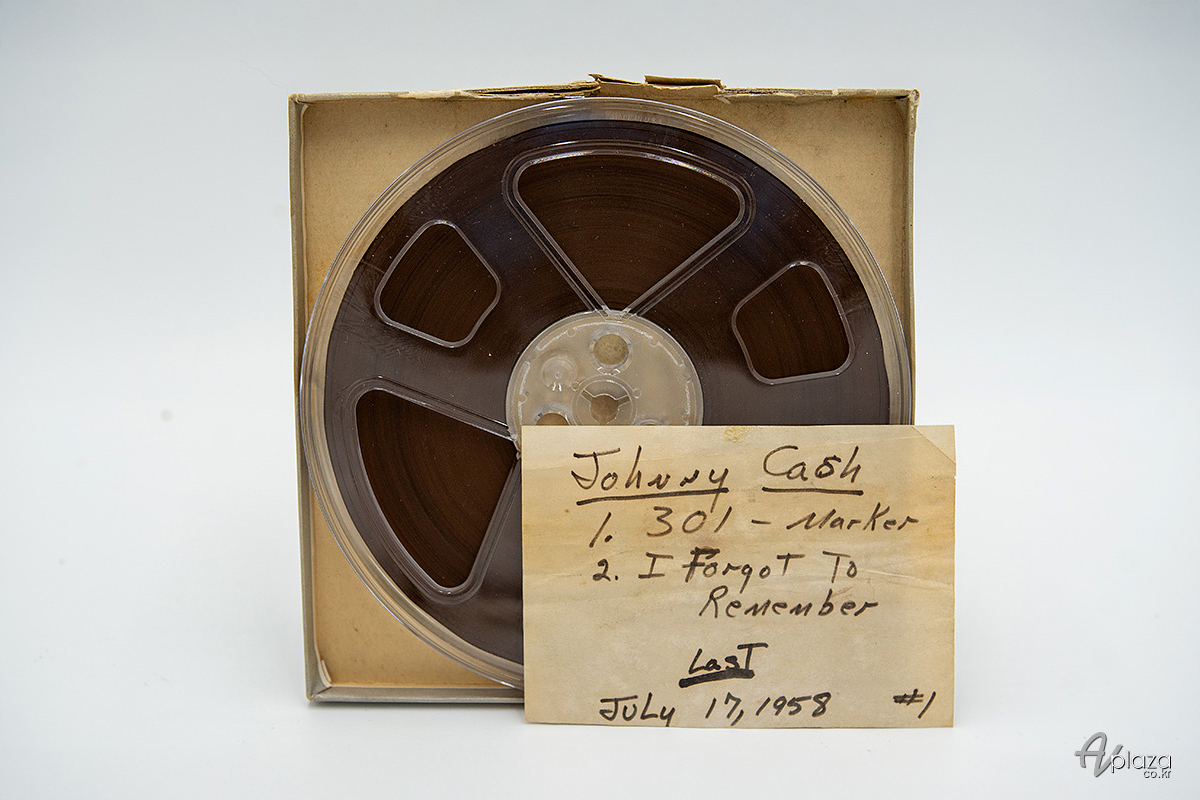 Johnny Cash
1. 301 - Marker
2. I Forgot To
Remember
Last
July 17, 1958 #1
AVplaza
co.kr